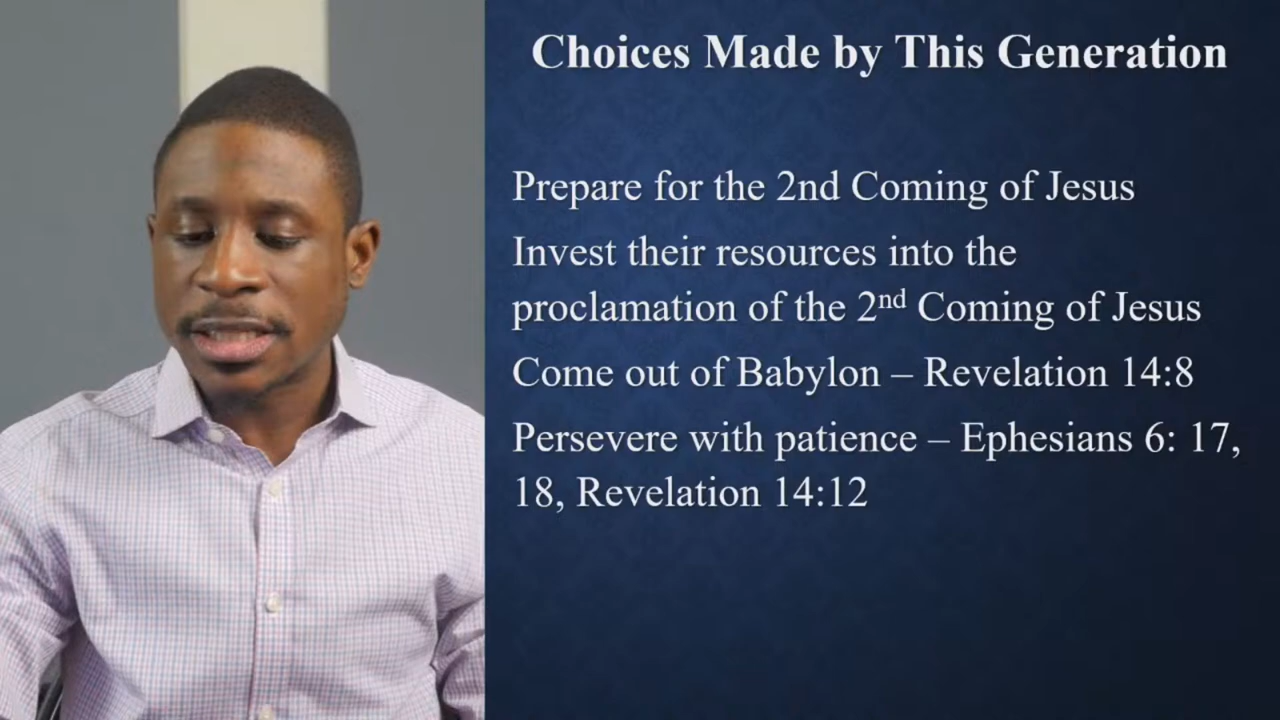 Choices Made by This Generation
Prepare for the 2nd Coming of Jesus
Invest their resources into the
proclamation of the 2nd Coming of Jesus
Come out of Babylon – Revelation 14:8
Persevere with patience – Ephesians 6: 17,
18, Revelation 14:12